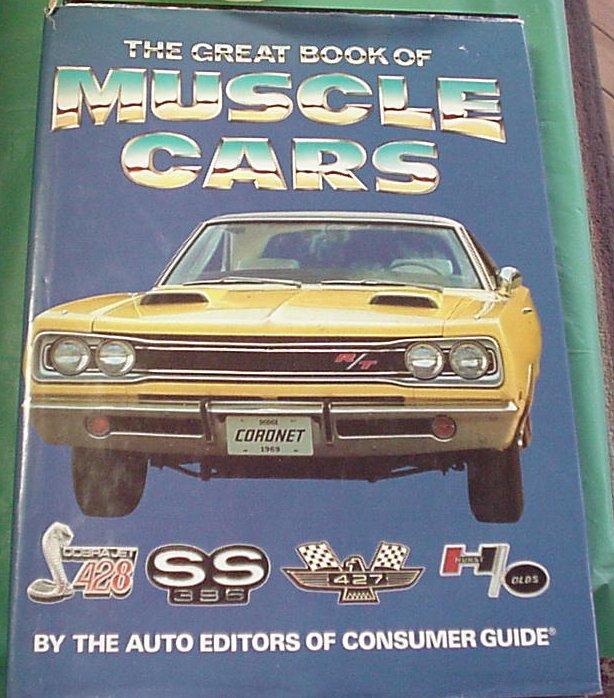 THE GREAT BOOK OF
MUSCLE
CARS
R/T
DODGE
CORONET
1969
COBRA JET
428
SS
396
427
HURST
H/O
OLDS
BY THE AUTO EDITORS OF CONSUMER GUIDE®